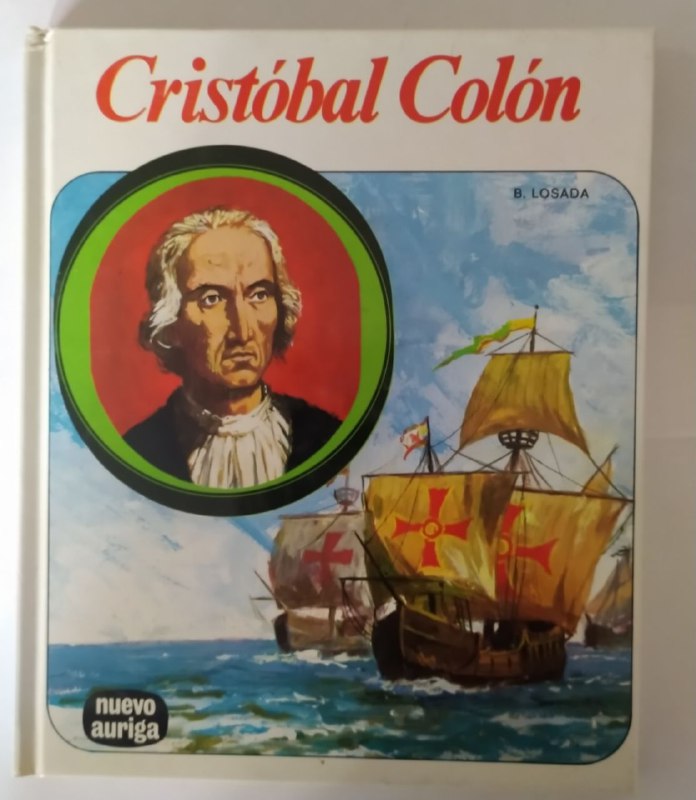 Cristóbal Colón
B. LOSADA
nuevo
auriga